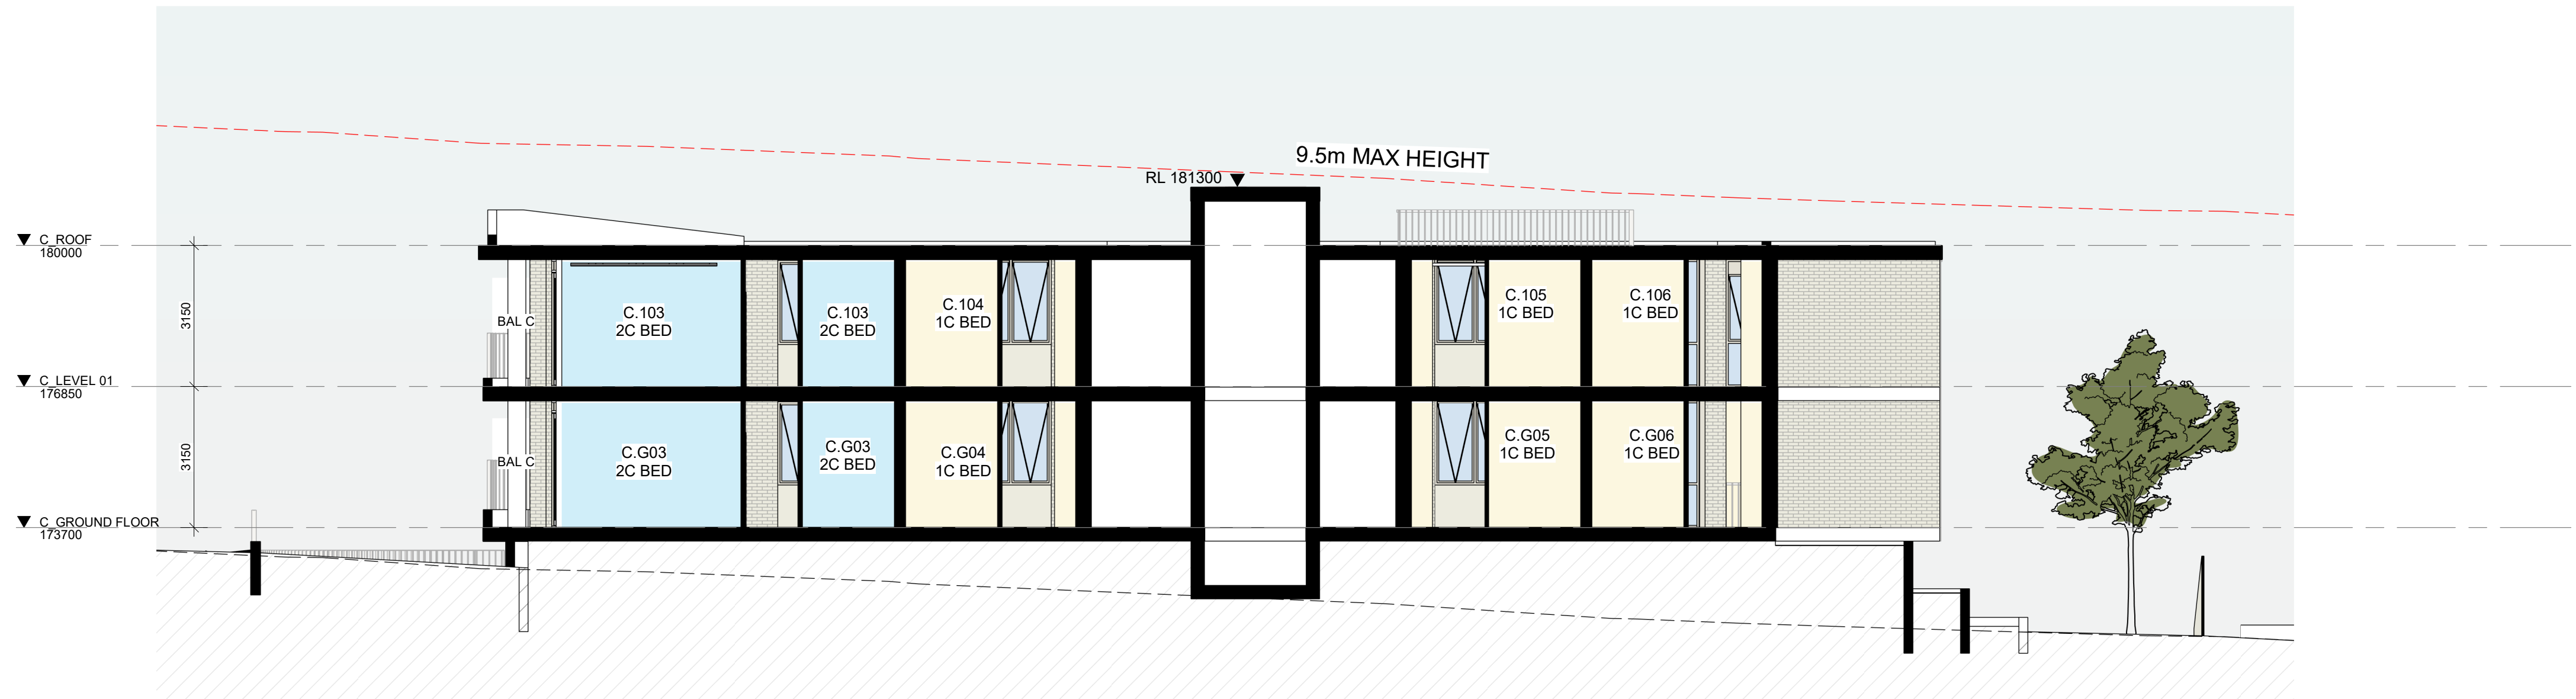 9.5m MAX HEIGHT
RL 181300
C_ROOF
180000
3150
C.103
2C BED
C.103
2C BED
C.104
1C BED
C.105
1C BED
C.106
1C BED
BAL C
C_LEVEL 01
176850
3150
C.G03
2C BED
C.G03
2C BED
C.G04
1C BED
C.G05
1C BED
C.G06
1C BED
BAL C
C_GROUND FLOOR
173700